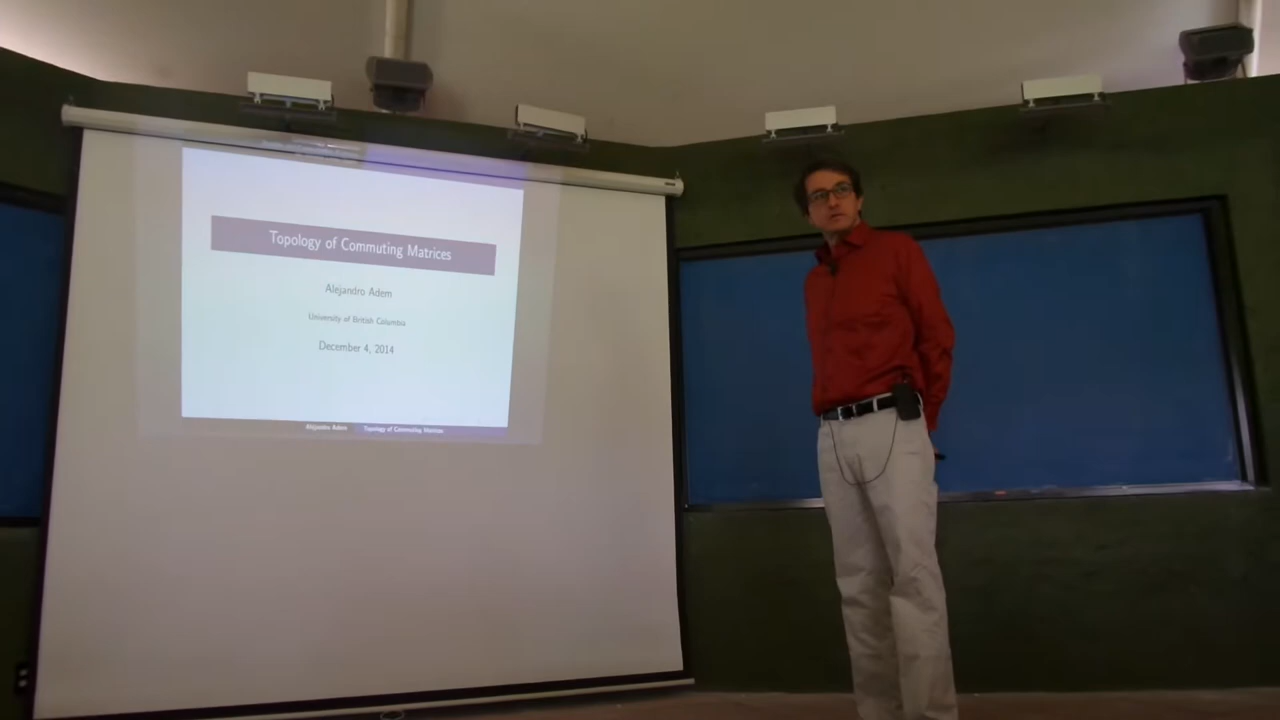 Topology of Commuting Matrices
Alejandro Adem
University of British Columbia
December 4, 2014
Alejandro Adem Topology of Commuting Matrices